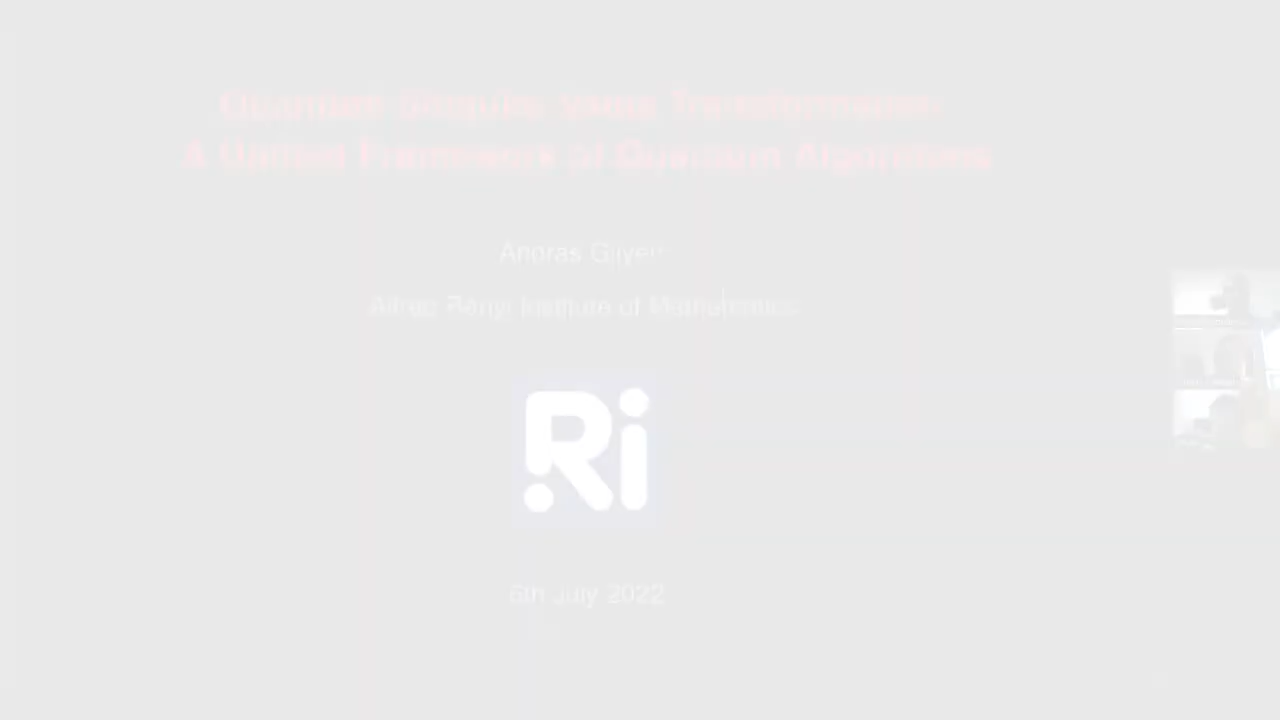 Quantum Singular Value Transformation
A Unified Framework of Quantum Algorithms
András Gilyén
Alfréd Rényi Institute of Mathematics
Ri
6th July 2022